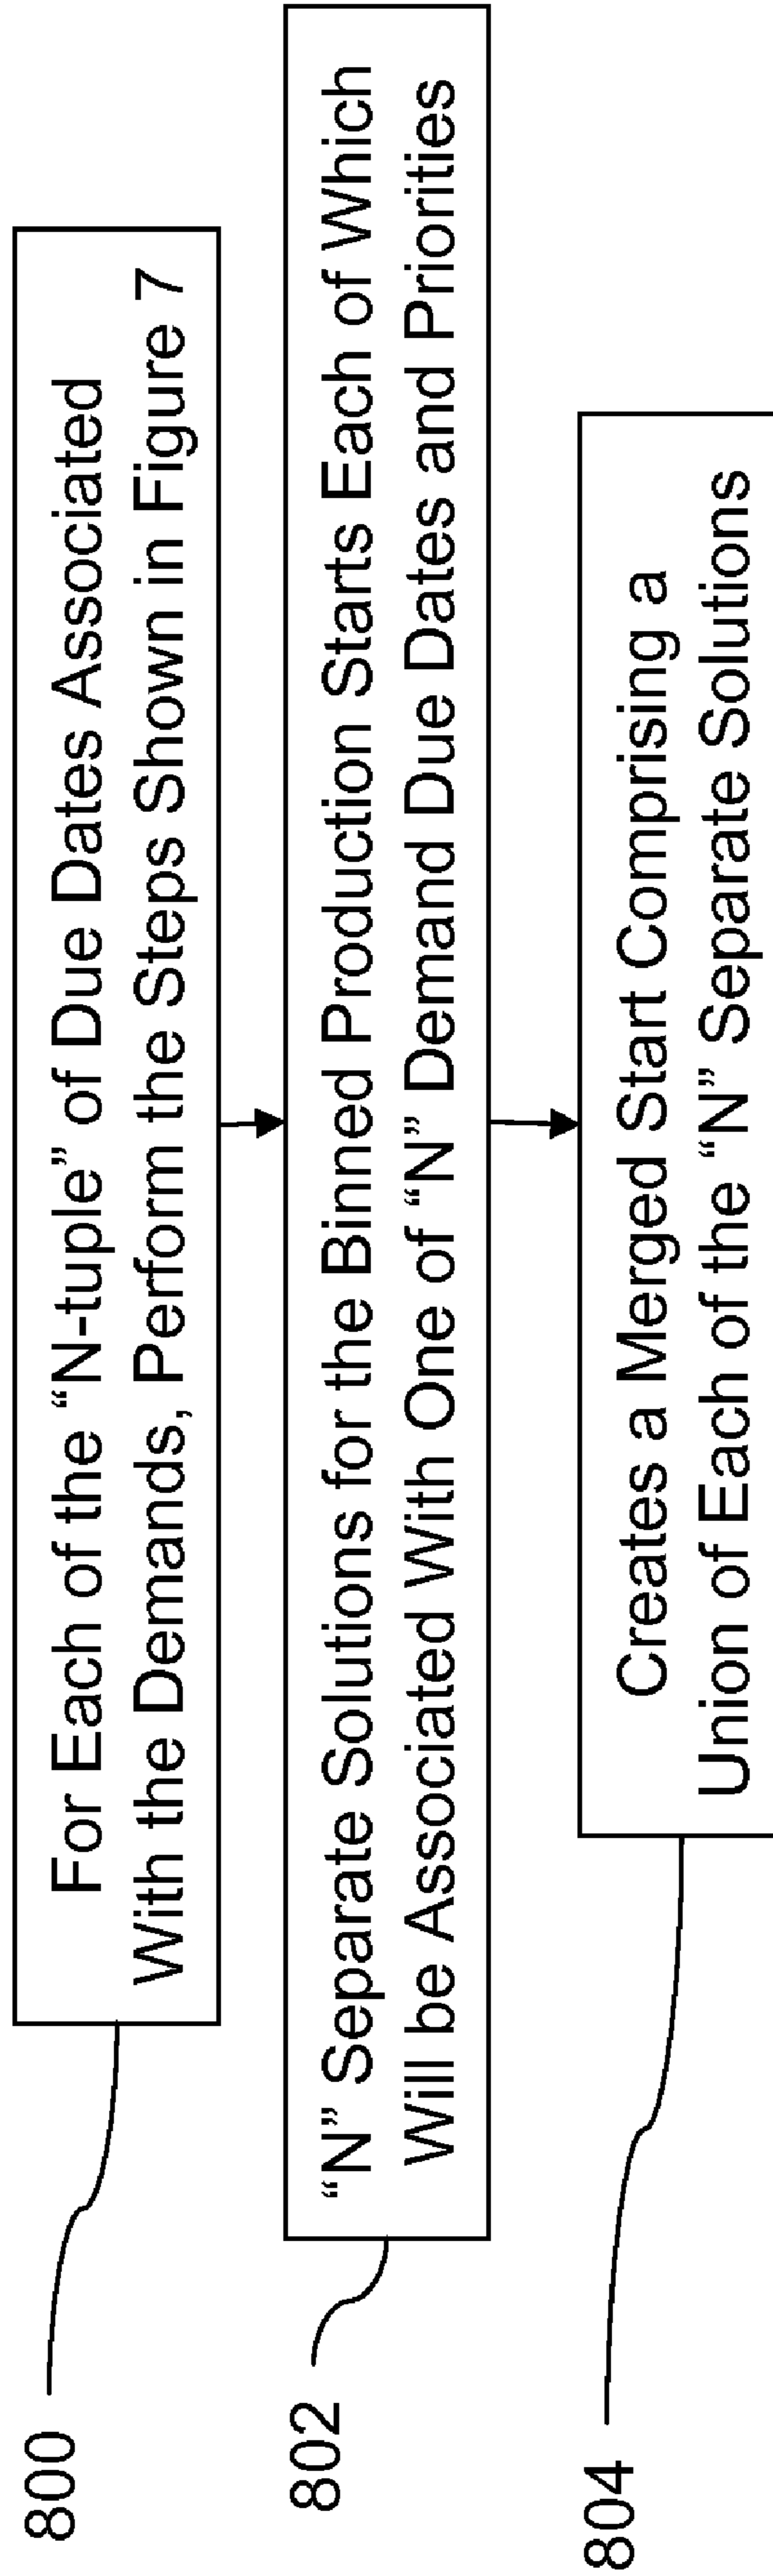 800
For Each of the “N-tuple” of Due Dates Associated
With the Demands, Perform the Steps Shown in Figure 7
802
“N” Separate Solutions for the Binned Production Starts Each of Which
Will be Associated With One of “N” Demand Due Dates and Priorities
804
Creates a Merged Start Comprising a
Union of Each of the “N” Separate Solutions